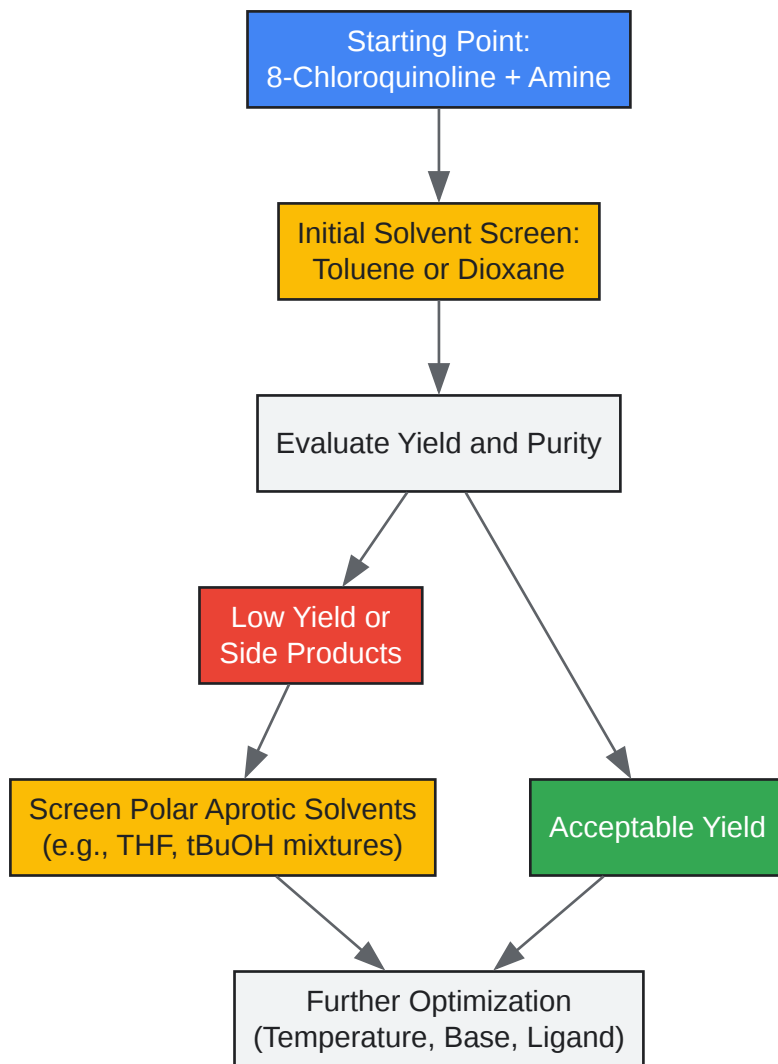 Starting Point:
8-Chloroquinoline + Amine
Initial Solvent Screen:
Toluene or Dioxane
Evaluate Yield and Purity
Low Yield or
Side Products
Screen Polar Aprotic Solvents
(e.g., THF, tBuOH mixtures)
Acceptable Yield
Further Optimization
(Temperature, Base, Ligand)